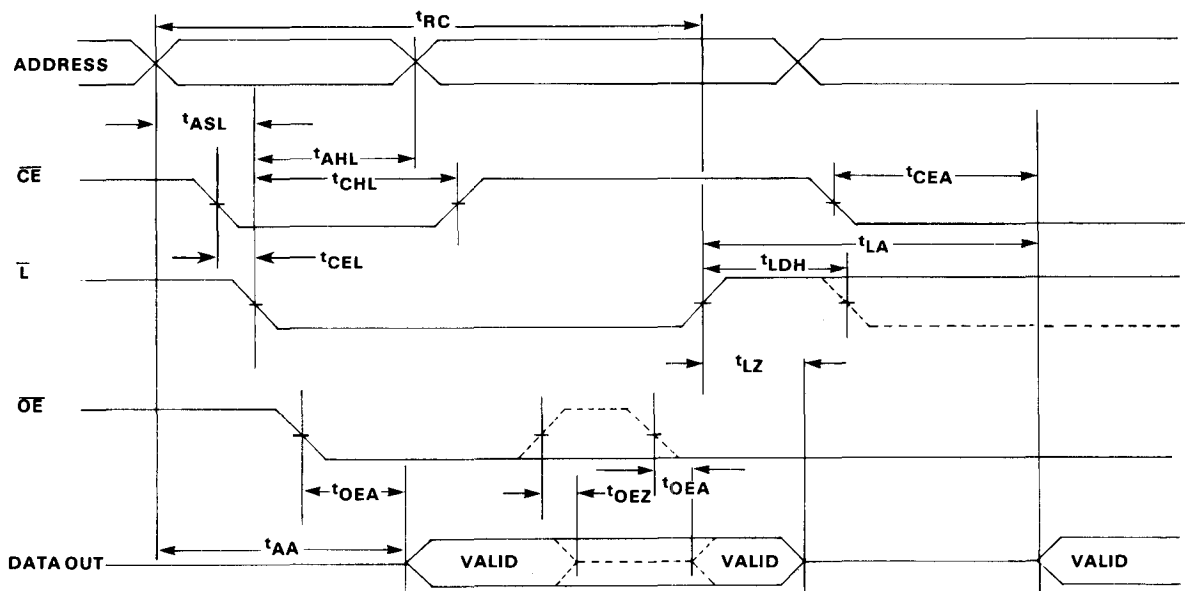 tRC
ADDRESS
tASL
tAHL
CE
tCHL
tCEA
tCEL
tLA
L
tLDH
tLZ
OE
tOEA
tOEZ
tOEA
tAA
DATA OUT
VALID
VALID
VALID